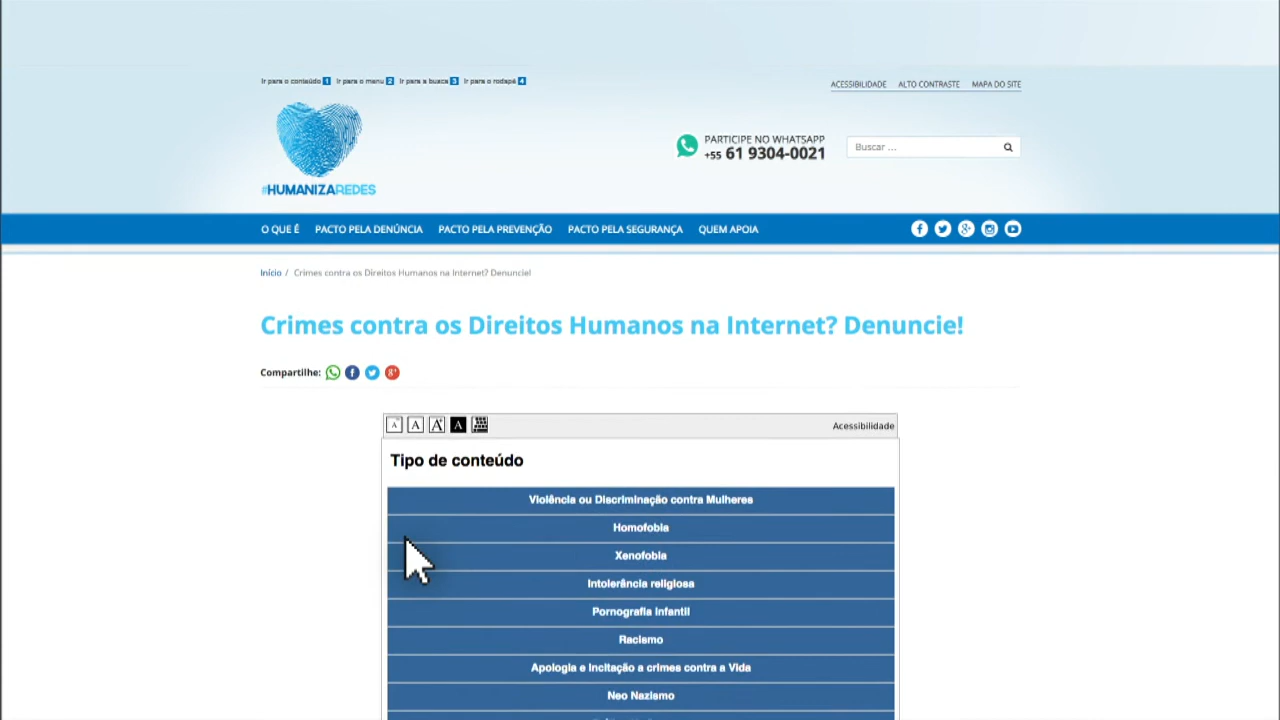 Ir para o conteúdo 1 Ir para o menu 2 Ir para a busca 3 Ir para o rodapé 4
ACESSIBILIDADE ALTO CONTRASTE MAPA DO SITE
PARTICIPE NO WHATSAPP
+55 61 9304-0021
Buscar ...
#HUMANIZAREDES
O QUE É PACTO PELA DENÚNCIA PACTO PELA PREVENÇÃO PACTO PELA SEGURANÇA QUEM APOIA
Início / Crimes contra os Direitos Humanos na Internet? Denuncie!
Crimes contra os Direitos Humanos na Internet? Denuncie!
Compartilhe:
A A A A Acessibilidade
Tipo de conteúdo
Violência ou Discriminação contra Mulheres
Homofobia
Xenofobia
Intolerância religiosa
Pornografia Infantil
Racismo
Apologia e Incitação a crimes contra a Vida
Neo Nazismo